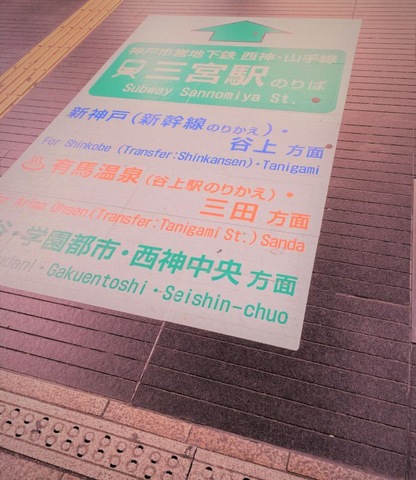 神戸市営地下鉄 西神・山手線
三宮駅 のりば
Subway Sannomiya St.
新神戸(新幹線のりかえ)・
谷上 方面
For Shinkobe (Transfer:Shinkansen)・Tanigami
有馬温泉(谷上駅のりかえ)・
三田 方面
Arima Onsen(Transfer:Tanigami St.) Sanda
・学園都市・西神中央 方面
・Gakuentoshi・Seishin-chuo